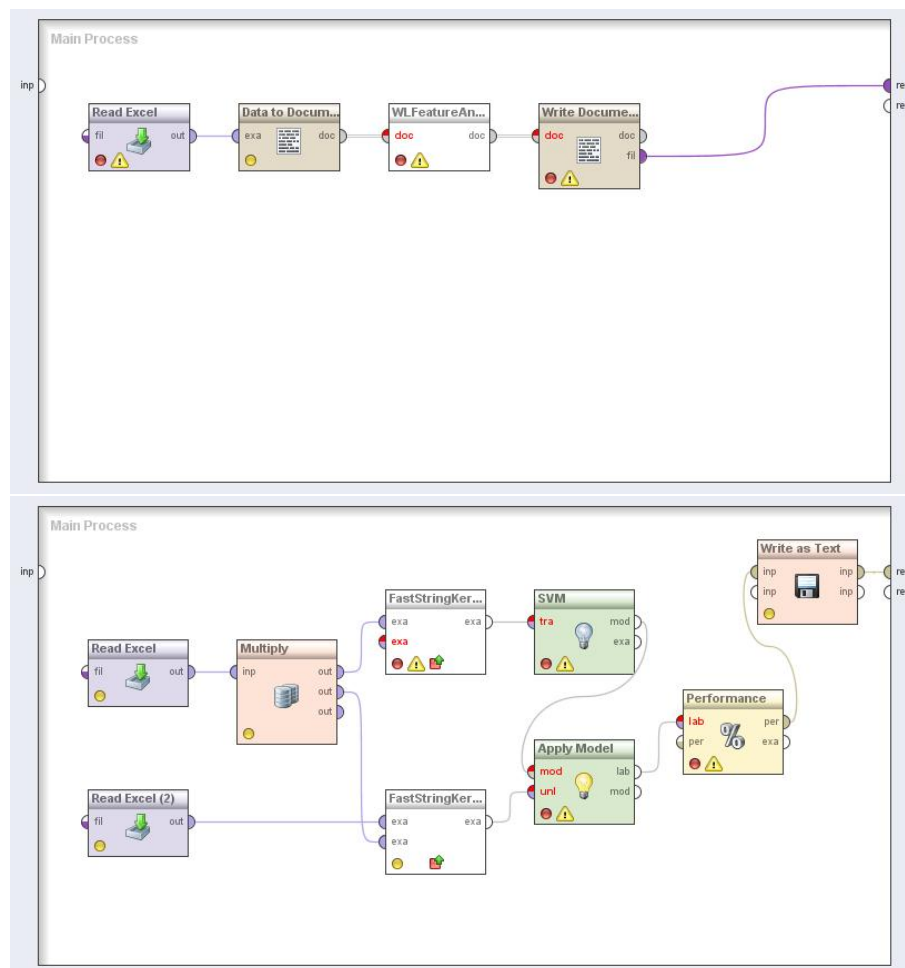 Main Process
inp
re
re
Read Excel
fil out
Data to Docum...
exa doc
WLFeatureAn...
doc doc
Write Docume...
doc doc
fil
Main Process
inp
Write as Text
inp inp
inp inp
re
re
FastStringKer...
exa exa
exa
SVM
tra mod
exa
Read Excel
fil out
Multiply
inp out
out
out
Performance
lab per
per exa
%
Apply Model
mod lab
unl mod
Read Excel (2)
fil out
FastStringKer...
exa exa
exa